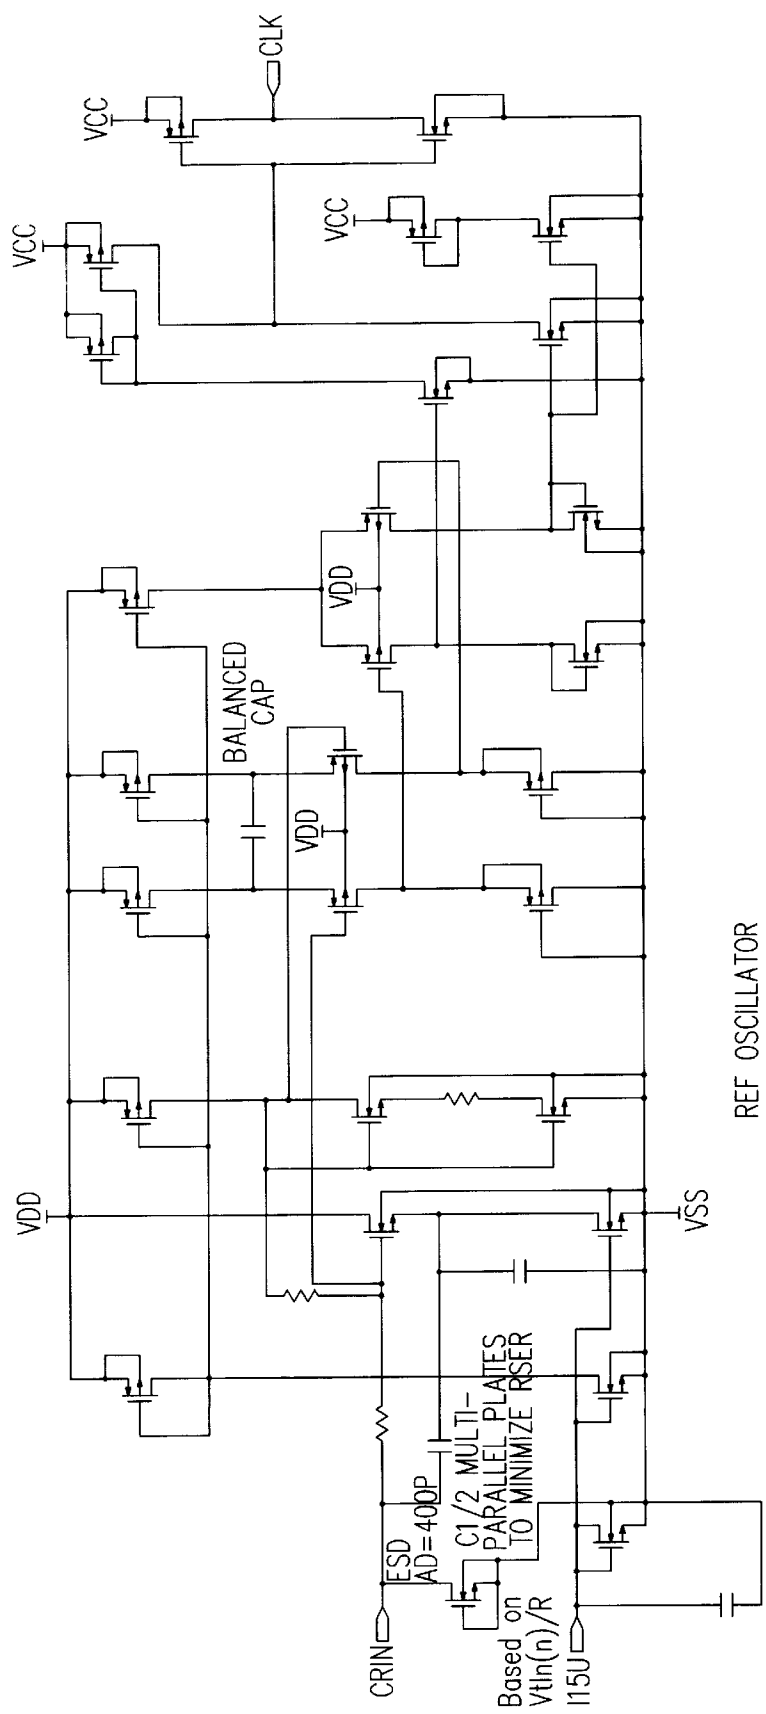 VCC
VCC
CLK
VCC
VDD
BALANCED
CAP
VDD
VDD
VSS
C1/2 MULTI-
PARALLEL PLATES
TO MINIMIZE RSER
ESD
AD=400P
CRIN
Based on
Vtln(n)/R
I15U
REF OSCILLATOR